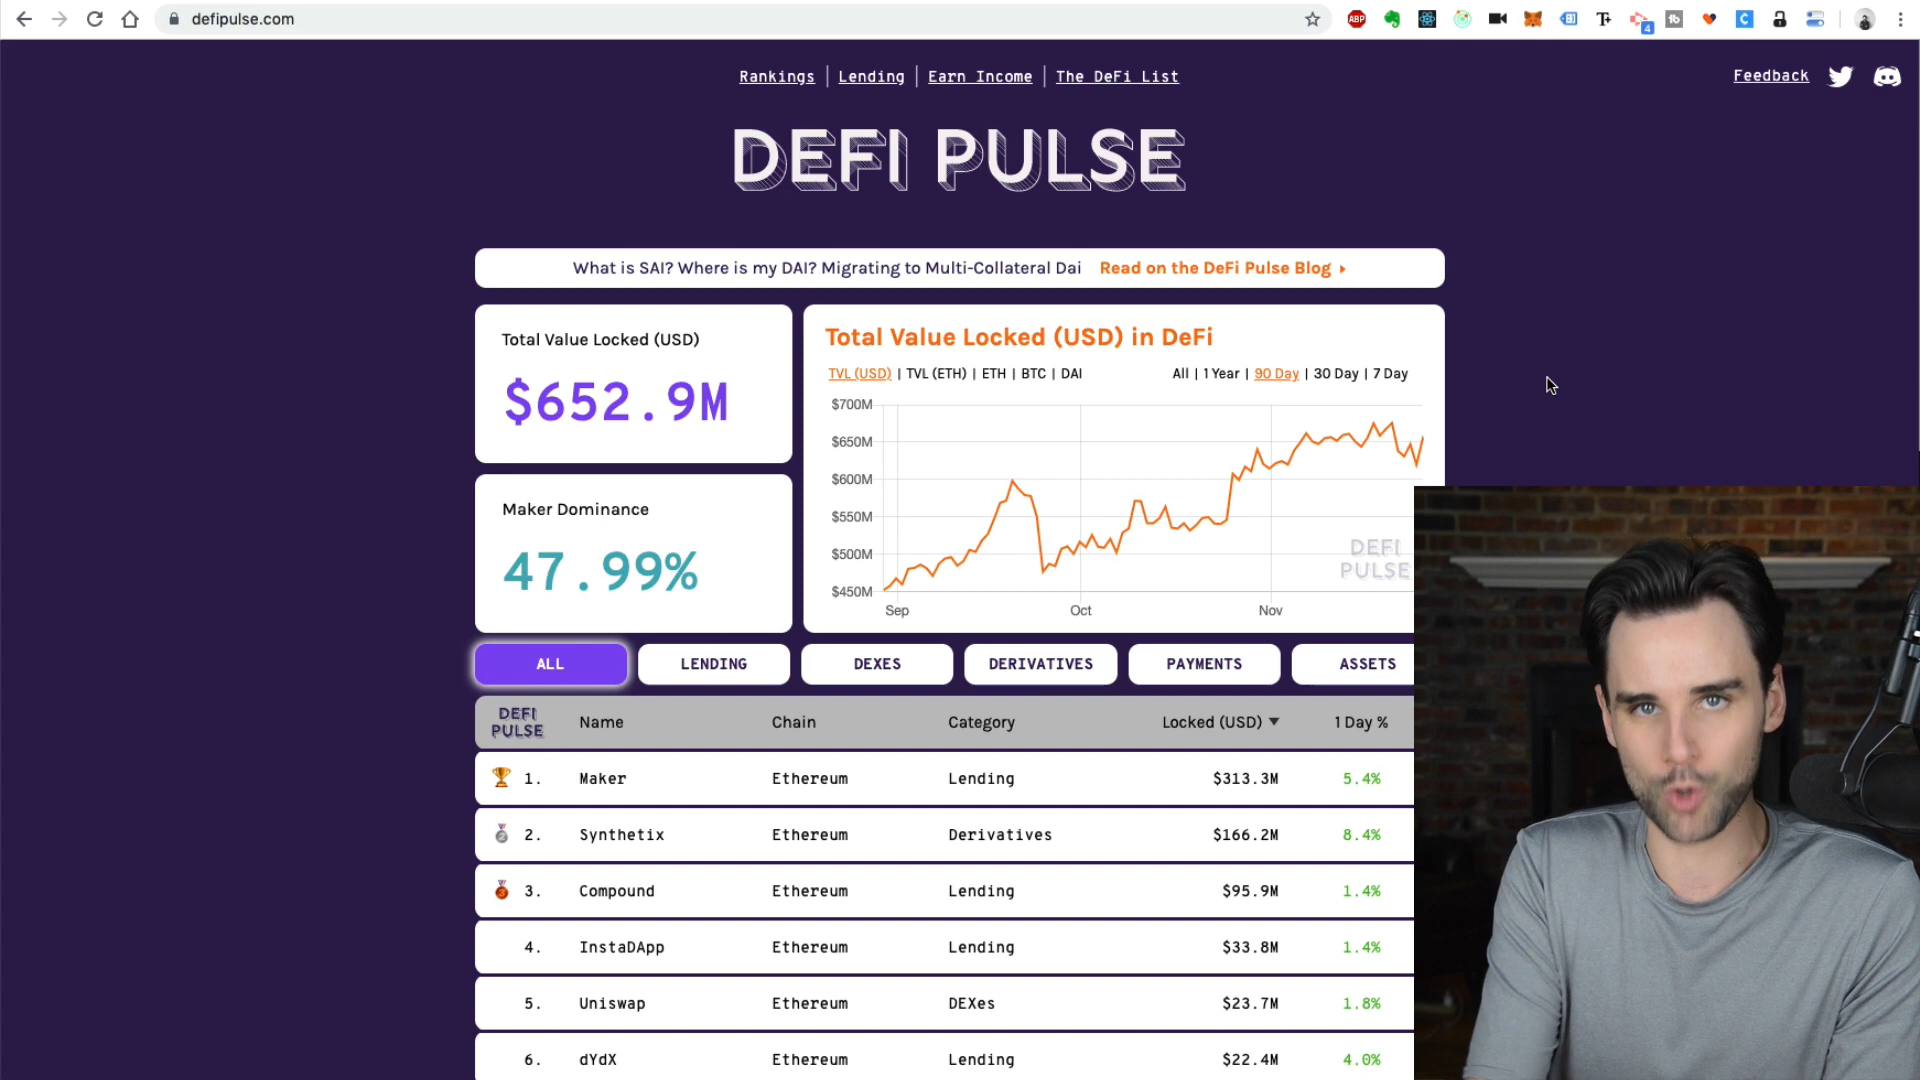 defipulse.com
ABP
4
tb
C
Rankings | Lending | Earn Income | The DeFi List
Feedback
DEFI PULSE
What is SAI? Where is my DAI? Migrating to Multi-Collateral Dai Read on the DeFi Pulse Blog
Total Value Locked (USD)
$652.9M
Maker Dominance
47.99%
Total Value Locked (USD) in DeFi
TVL (USD) | TVL (ETH) | ETH | BTC | DAI
All | 1 Year | 90 Day | 30 Day | 7 Day
$700M
$650M
$600M
$550M
$500M
$450M
Sep Oct Nov
DEFI
PULSE
ALL LENDING DEXES DERIVATIVES PAYMENTS ASSETS
DEFI
PULSE
Name Chain Category Locked (USD) ▼ 1 Day %
1. Maker Ethereum Lending $313.3M 5.4%
2. Synthetix Ethereum Derivatives $166.2M 8.4%
3. Compound Ethereum Lending $95.9M 1.4%
4. InstaDApp Ethereum Lending $33.8M 1.4%
5. Uniswap Ethereum DEXes $23.7M 1.8%
6. dYdX Ethereum Lending $22.4M 4.0%